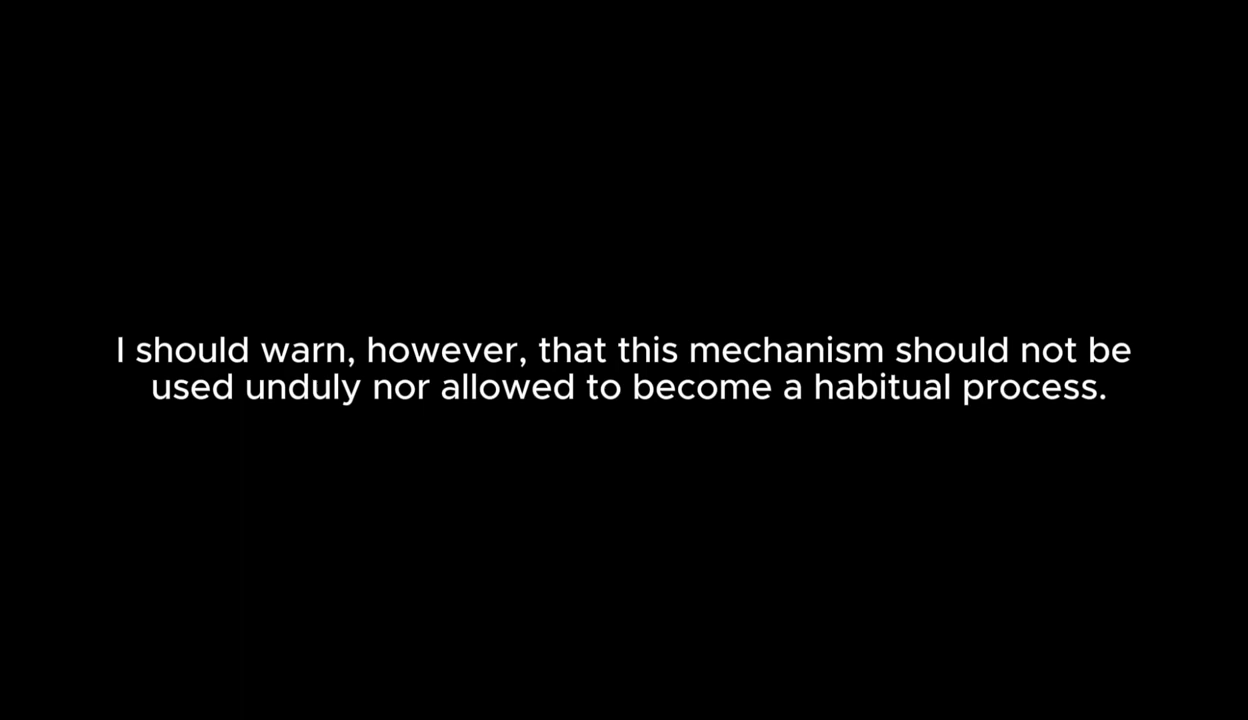 I should warn, however, that this mechanism should not be
used unduly nor allowed to become a habitual process.